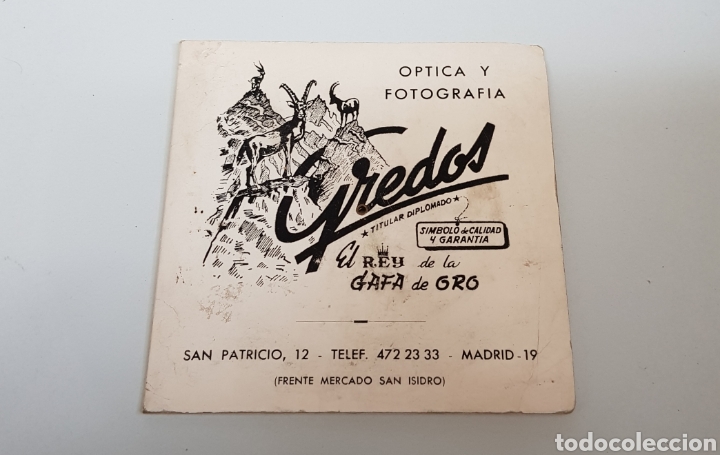 OPTICA Y
FOTOGRAFIA
Gredos
★ TITULAR DIPLOMADO ★
SIMBOLO de CALIDAD
Y GARANTIA
El REY de la
GAFA de ORO
SAN PATRICIO, 12 - TELEF. 472 23 33 - MADRID - 19
(FRENTE MERCADO SAN ISIDRO)
todocoleccion